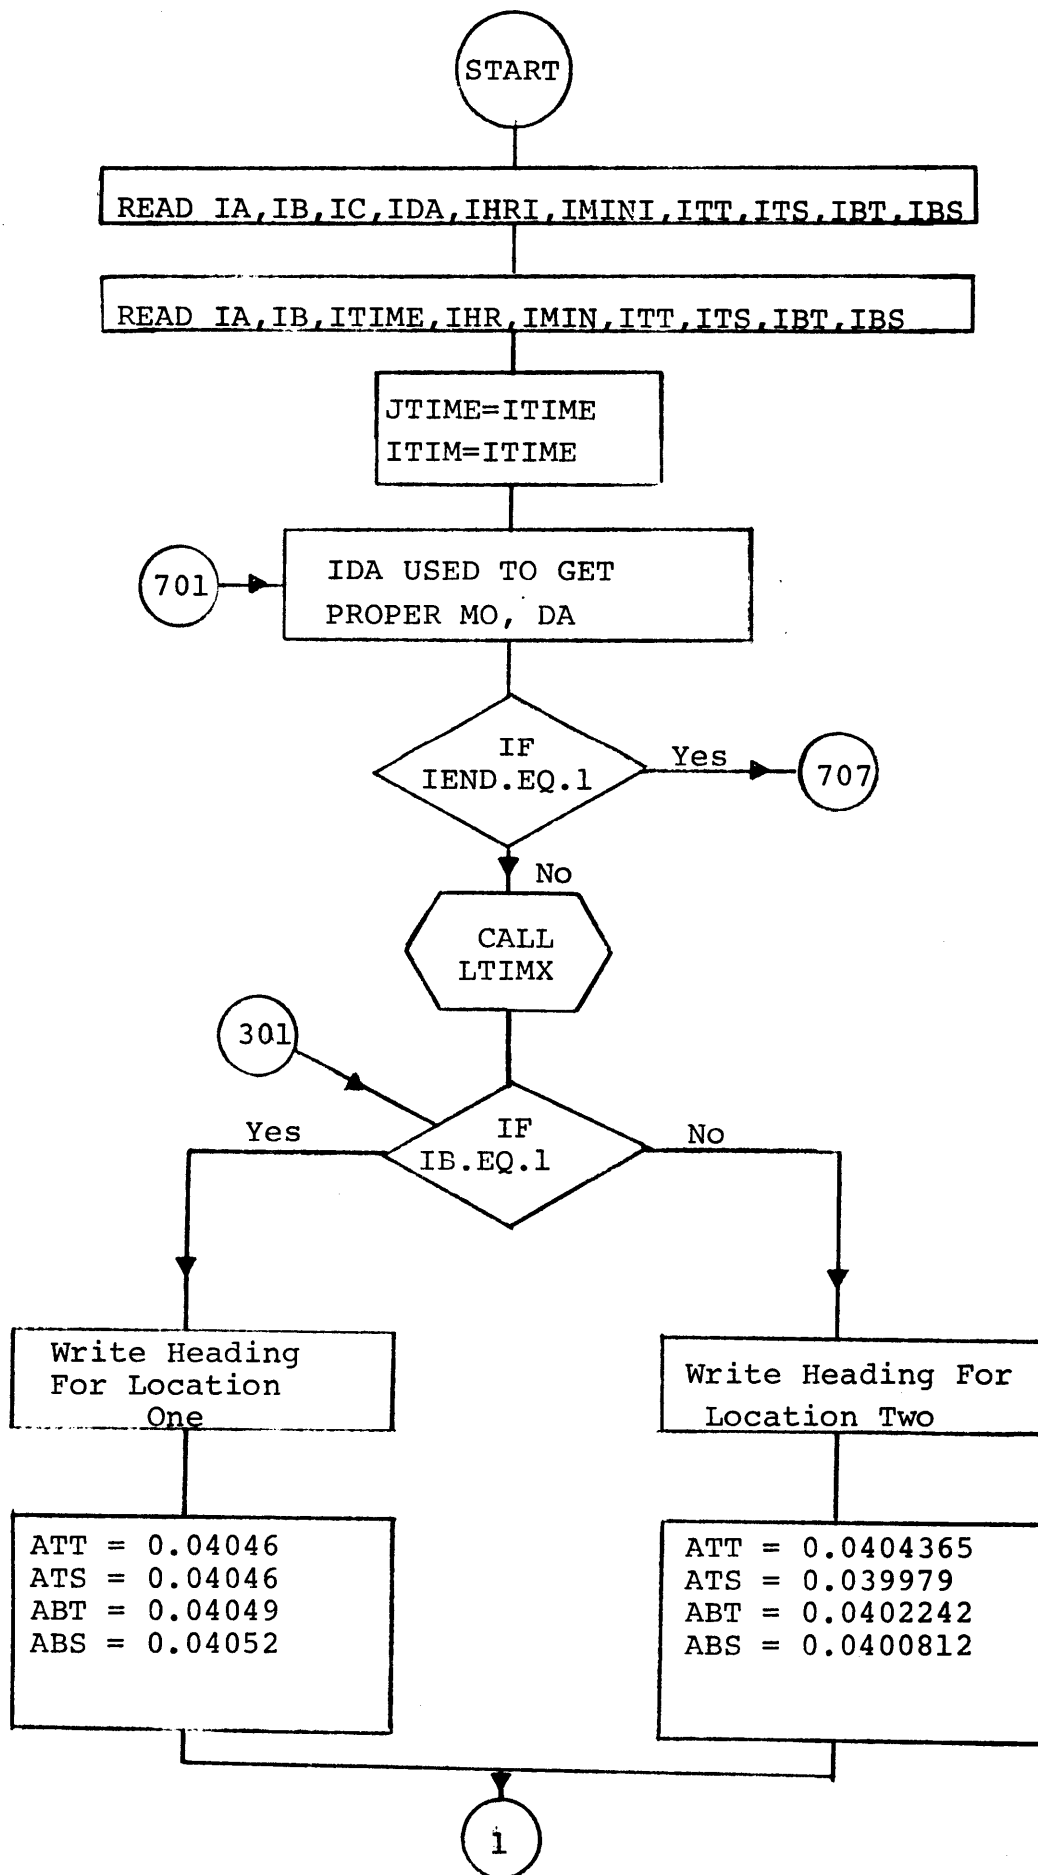 START
READ IA,IB,IC,IDA,IHRI,IMINI,ITT,ITS,IBT,IBS
READ IA,IB,ITIME,IHR,IMIN,ITT,ITS,IBT,IBS
JTIME=ITIME
ITIM=ITIME
701
IDA USED TO GET
PROPER MO, DA
IF
IEND.EQ.1
Yes
707
No
CALL
LTIMX
301
IF
IB.EQ.1
Yes
No
Write Heading
For Location
One
Write Heading For
Location Two
ATT = 0.04046
ATS = 0.04046
ABT = 0.04049
ABS = 0.04052
ATT = 0.0404365
ATS = 0.039979
ABT = 0.0402242
ABS = 0.0400812
1